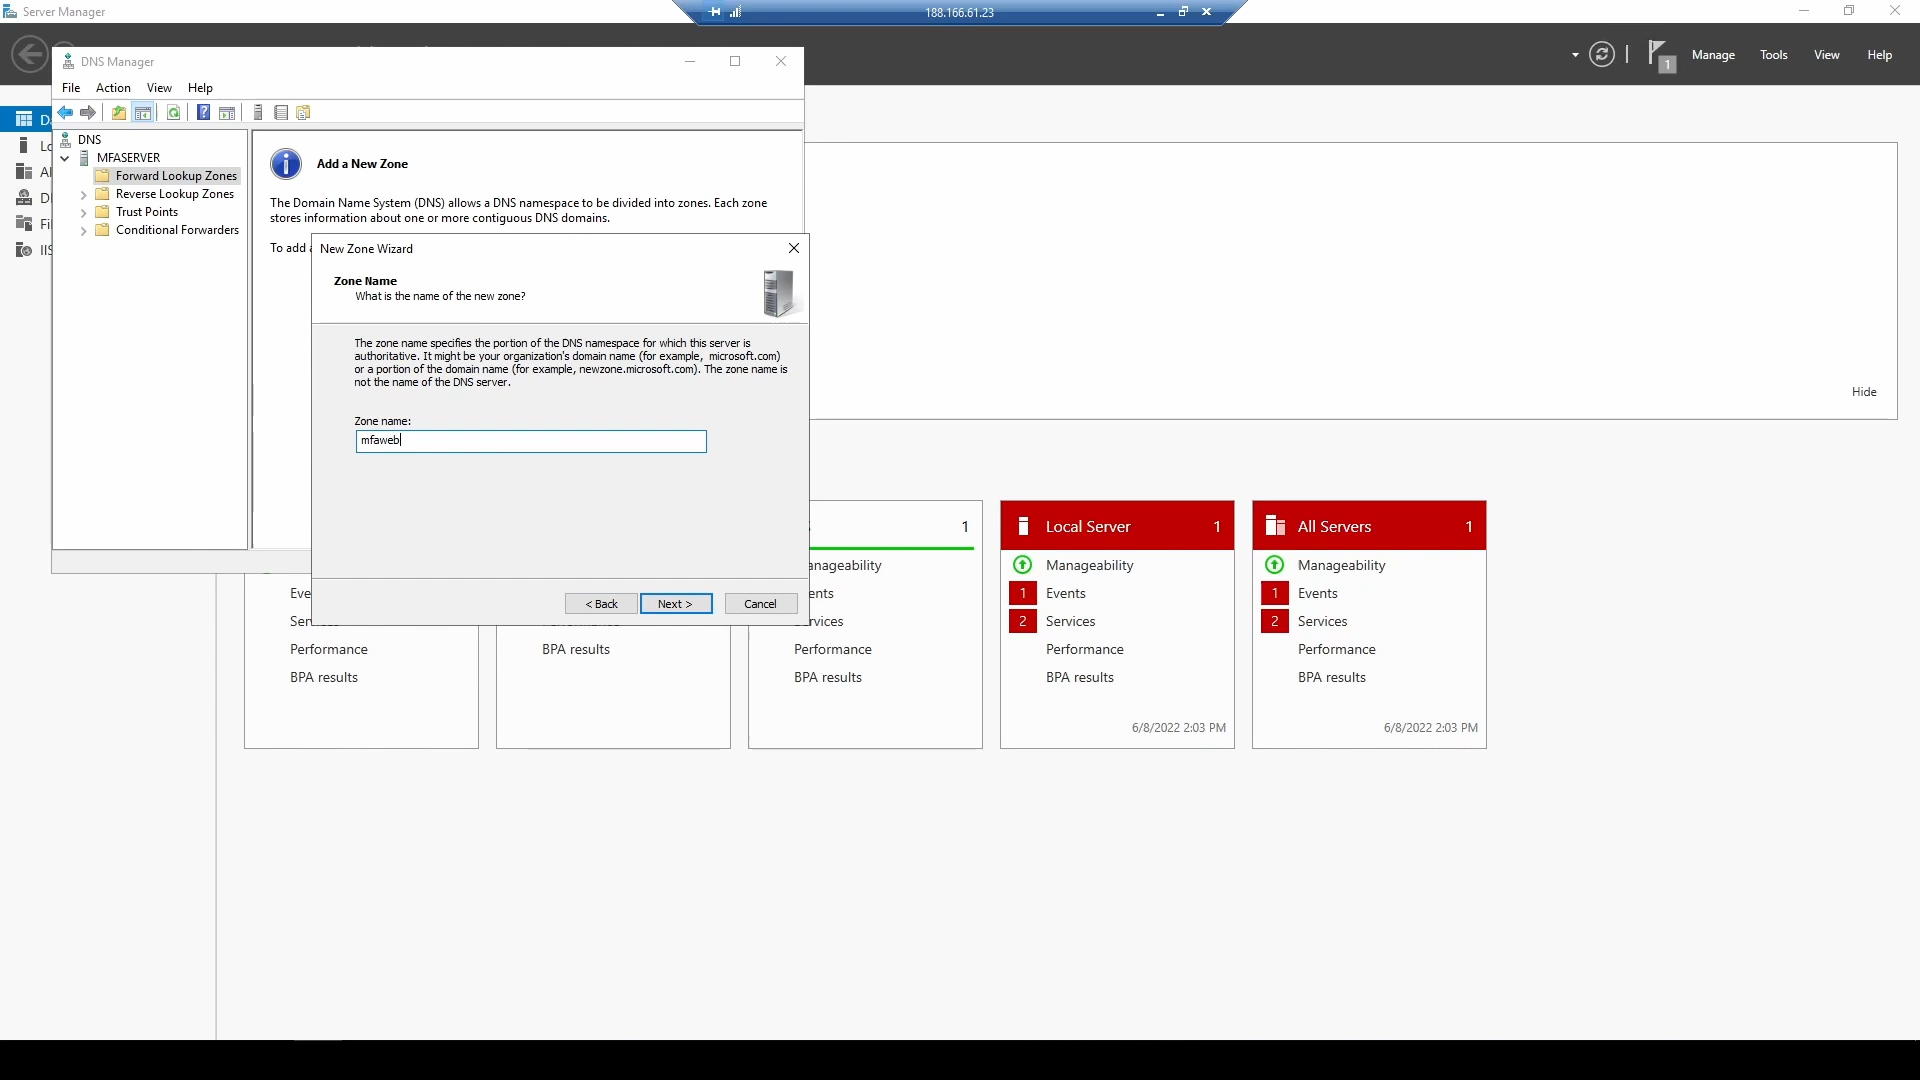 Server Manager
188.166.61.23
1
Manage
Tools
View
Help
DNS Manager
File
Action
View
Help
DNS
MFASERVER
Forward Lookup Zones
Reverse Lookup Zones
Trust Points
Conditional Forwarders
Add a New Zone
The Domain Name System (DNS) allows a DNS namespace to be divided into zones. Each zone
stores information about one or more contiguous DNS domains.
To add
New Zone Wizard
Zone Name
What is the name of the new zone?
The zone name specifies the portion of the DNS namespace for which this server is
authoritative. It might be your organization's domain name (for example, microsoft.com)
or a portion of the domain name (for example, newzone.microsoft.com). The zone name is
not the name of the DNS server.
Zone name:
mfaweb
< Back
Next >
Cancel
Hide
Performance
BPA results
BPA results
1
anageability
ents
rvices
Performance
BPA results
Local Server 1
Manageability
1 Events
2 Services
Performance
BPA results
6/8/2022 2:03 PM
All Servers 1
Manageability
1 Events
2 Services
Performance
BPA results
6/8/2022 2:03 PM